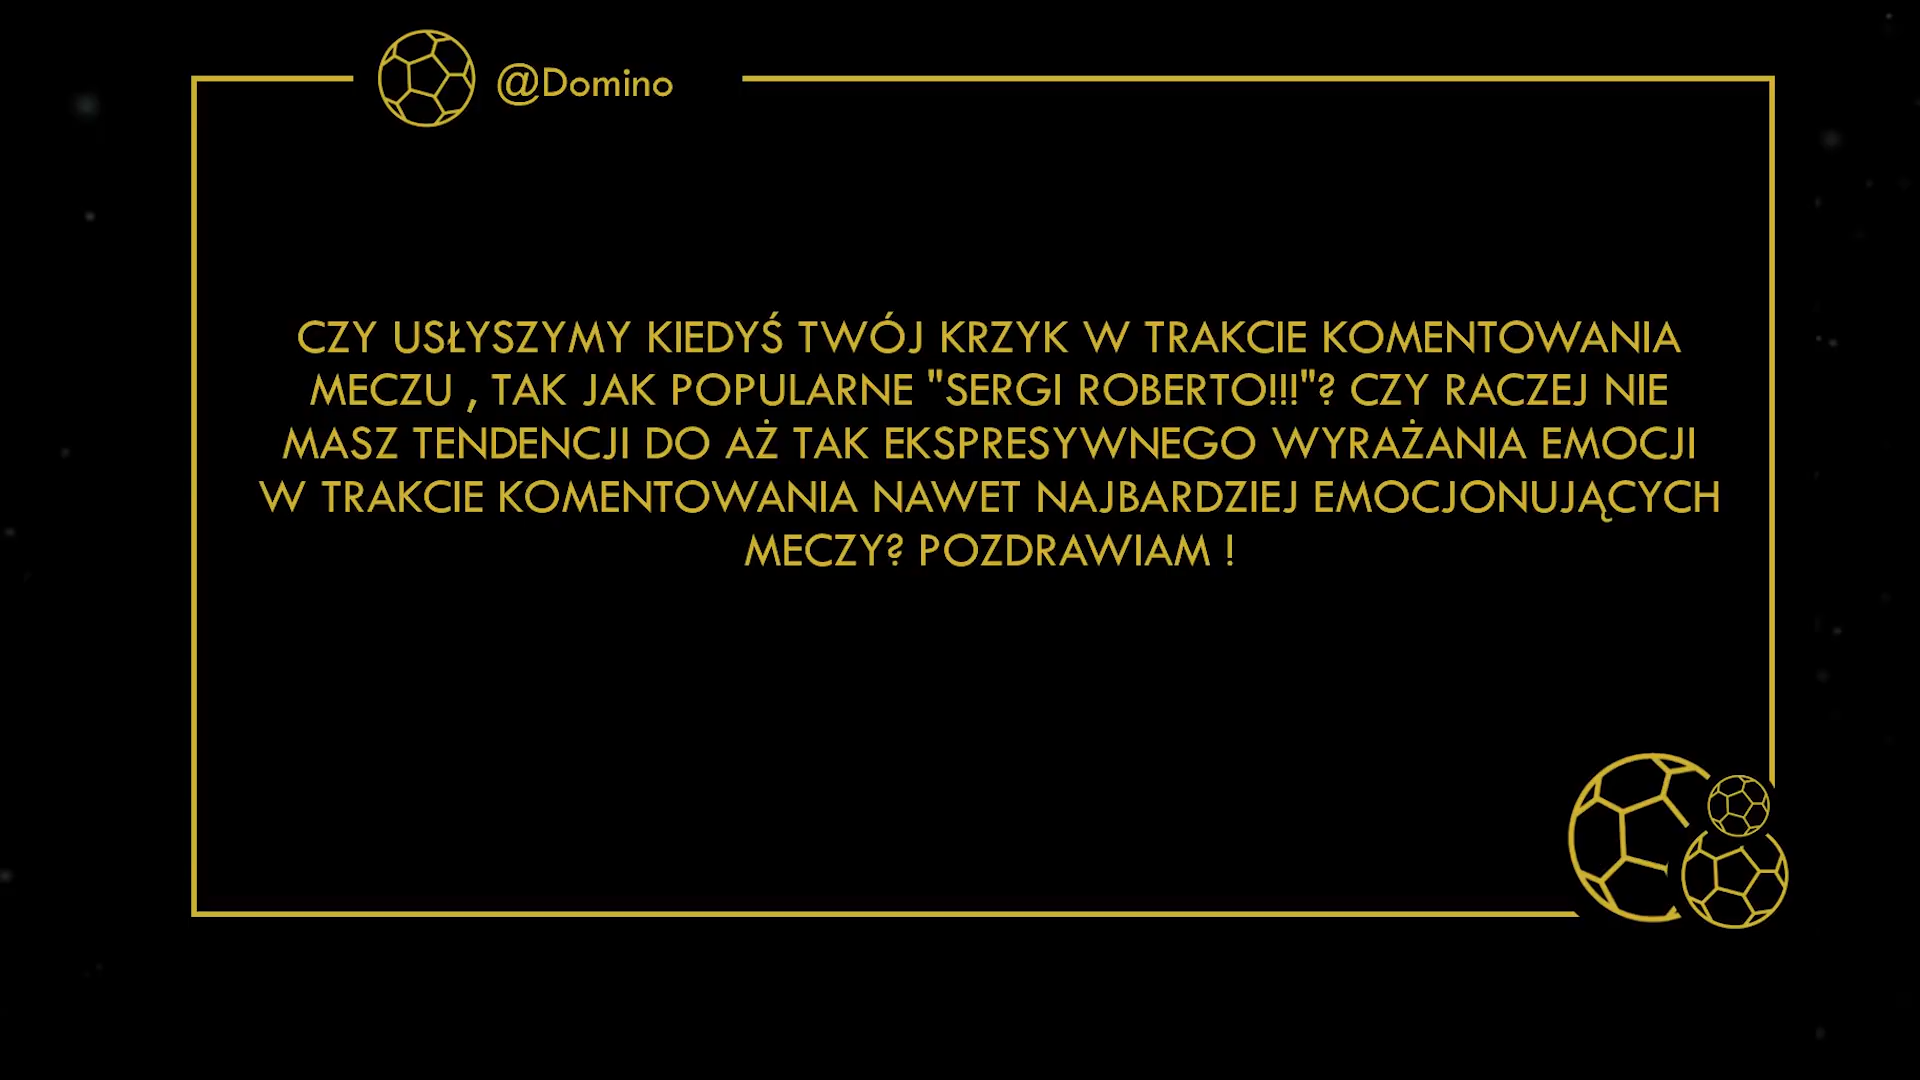 @Domino
CZY USŁYSZYMY KIEDYŚ TWÓJ KRZYK W TRAKCIE KOMENTOWANIA
MECZU , TAK JAK POPULARNE "SERGI ROBERTO!!!"? CZY RACZEJ NIE
MASZ TENDENCJI DO AŻ TAK EKSPRESYWNEGO WYRAŻANIA EMOCJI
W TRAKCIE KOMENTOWANIA NAWET NAJBARDZIEJ EMOCJONUJĄCYCH
MECZY? POZDRAWIAM !